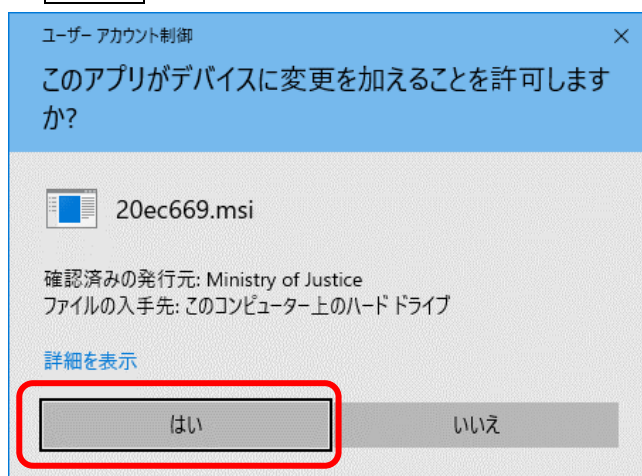 ユーザー アカウント制御
このアプリがデバイスに変更を加えることを許可します
か?
20ec669.msi
確認済みの発行元: Ministry of Justice
ファイルの入手先: このコンピューター上のハード ドライブ
詳細を表示
はい
いいえ